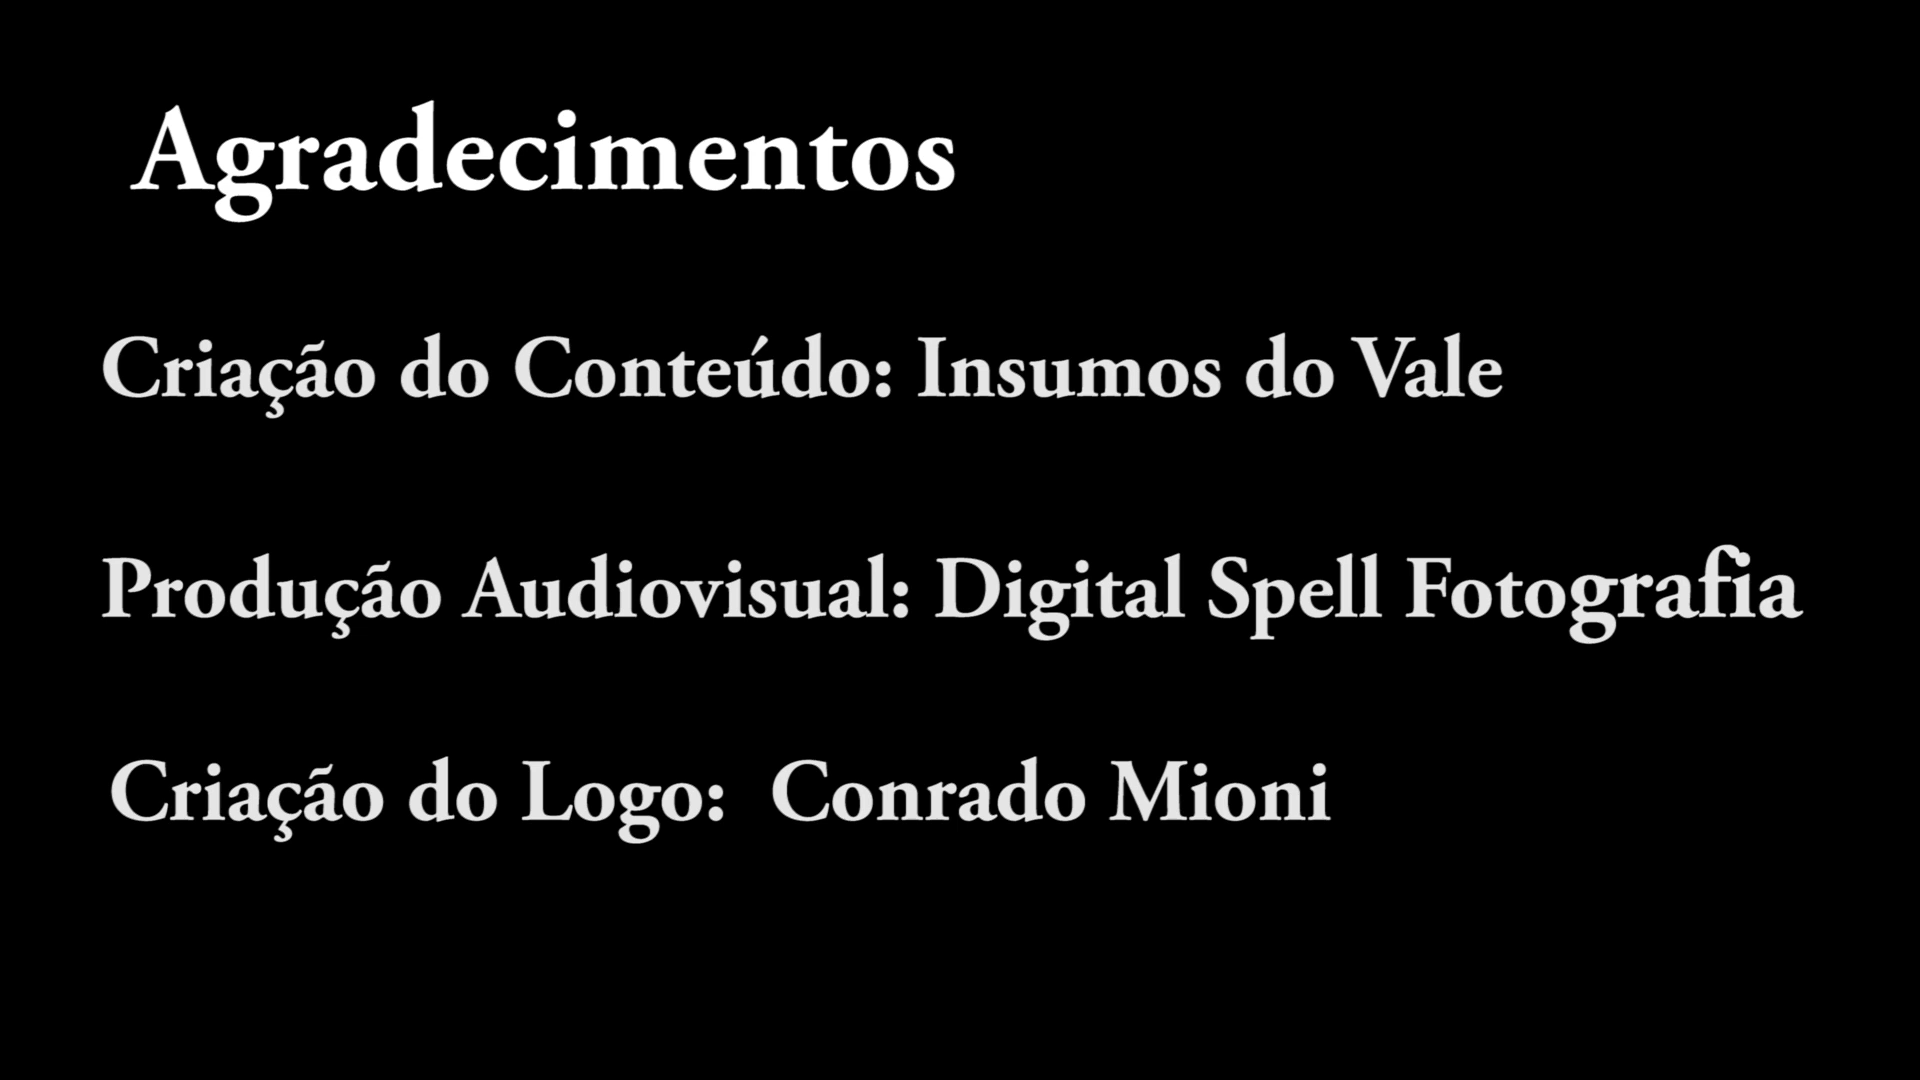 Agradecimentos
Criação do Conteúdo: Insumos do Vale
Produção Audiovisual: Digital Spell Fotografia
Criação do Logo: Conrado Mioni